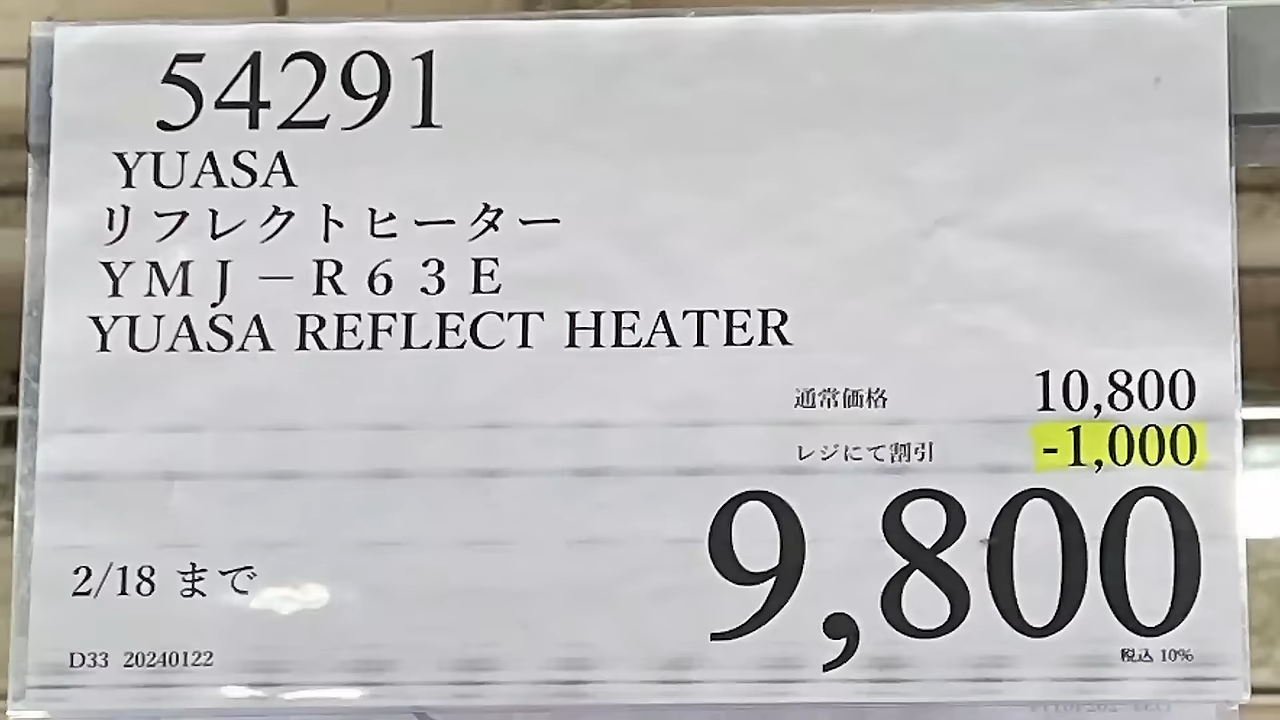 54291
YUASA
リフレクトヒーター
ＹＭＪ－Ｒ６３Ｅ
YUASA REFLECT HEATER
通常価格 10,800
レジにて割引 -1,000
9,800
2/18 まで
税込 10%
D33 20240122